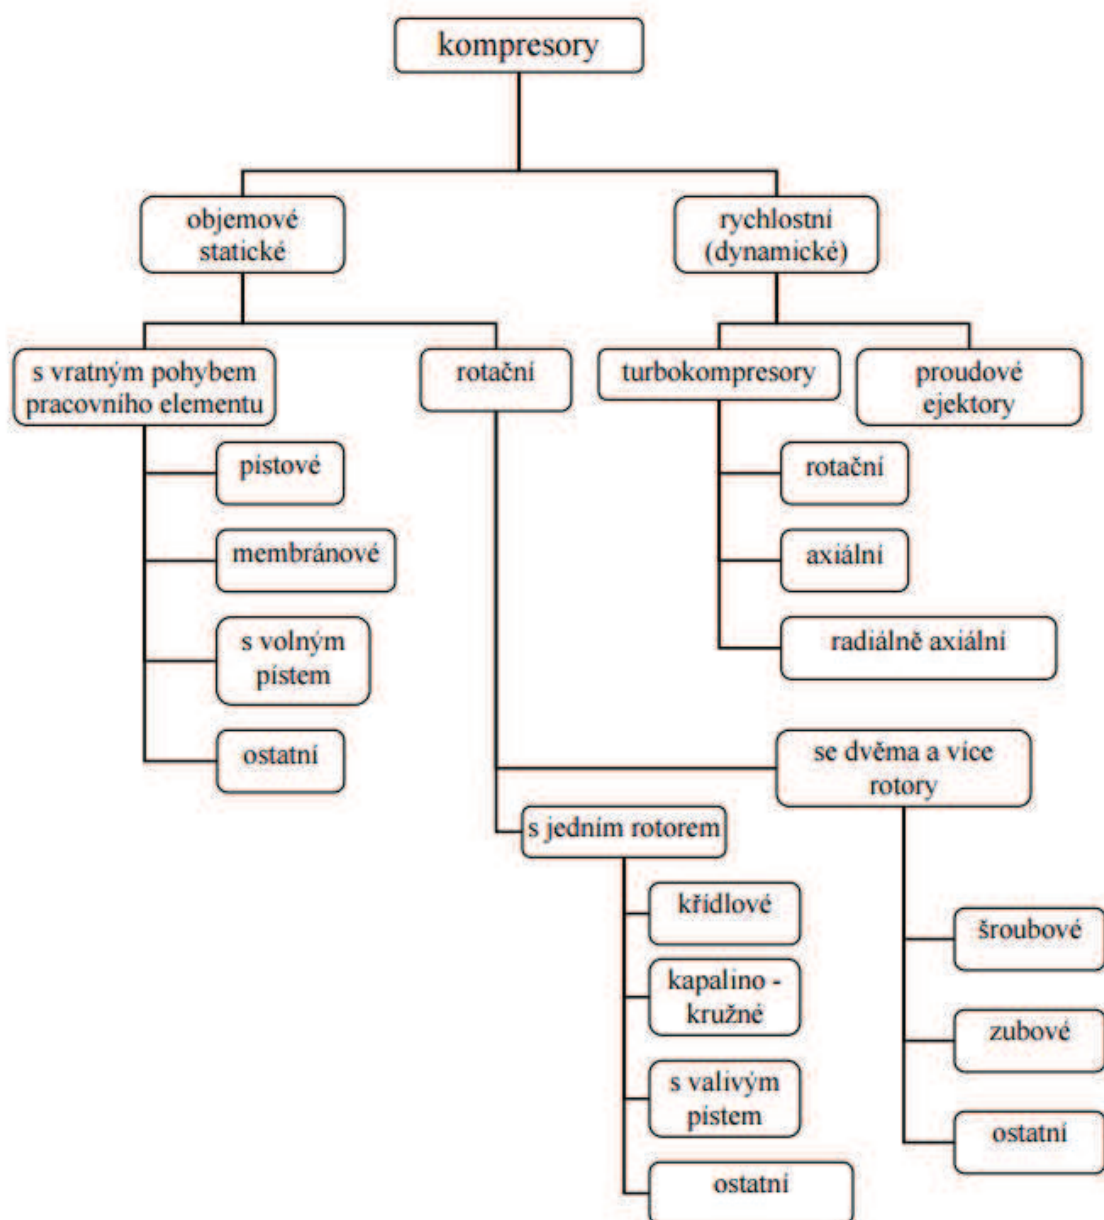 kompresory
objemové
statické
rychlostní
(dynamické)
s vratným pohybem
pracovního elementu
rotační
turbokompresory
proudové
ejektory
pístové
membránové
s volným
pístem
ostatní
rotační
axiální
radiálně axiální
se dvěma a více
rotory
s jedním rotorem
křídlové
kapalino -
kružné
s valivým
pístem
ostatní
šroubové
zubové
ostatní